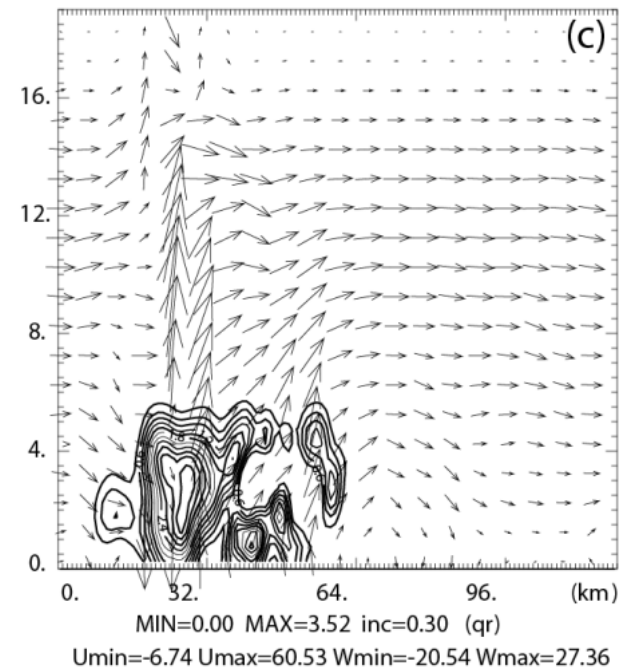 (c)
16.
12.
8.
4.
0.
0. 32. 64. 96. (km)
MIN=0.00 MAX=3.52 inc=0.30 (qr)
Umin=-6.74 Umax=60.53 Wmin=-20.54 Wmax=27.36